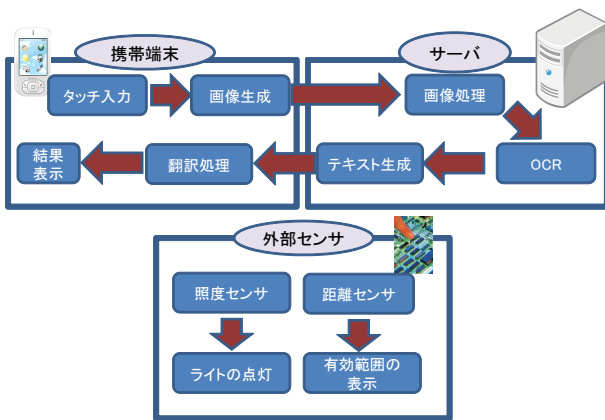 携帯端末
サーバ
タッチ入力
画像生成
画像処理
結果
表示
翻訳処理
テキスト生成
OCR
外部センサ
照度センサ
距離センサ
ライトの点灯
有効範囲の
表示